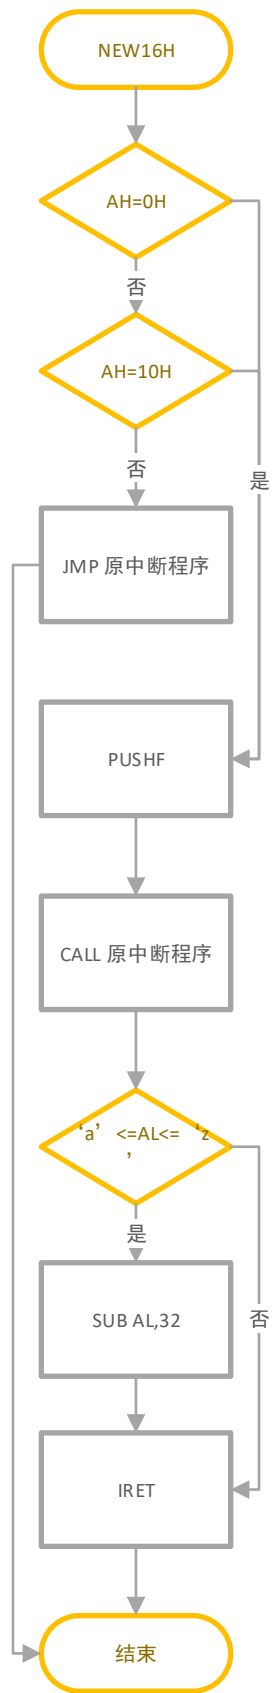 NEW16H
AH=0H
否
AH=10H
否
是
JMP 原中断程序
PUSHF
CALL 原中断程序
‘a’ <=AL<= ‘z
’
是
SUB AL,32
否
IRET
结束